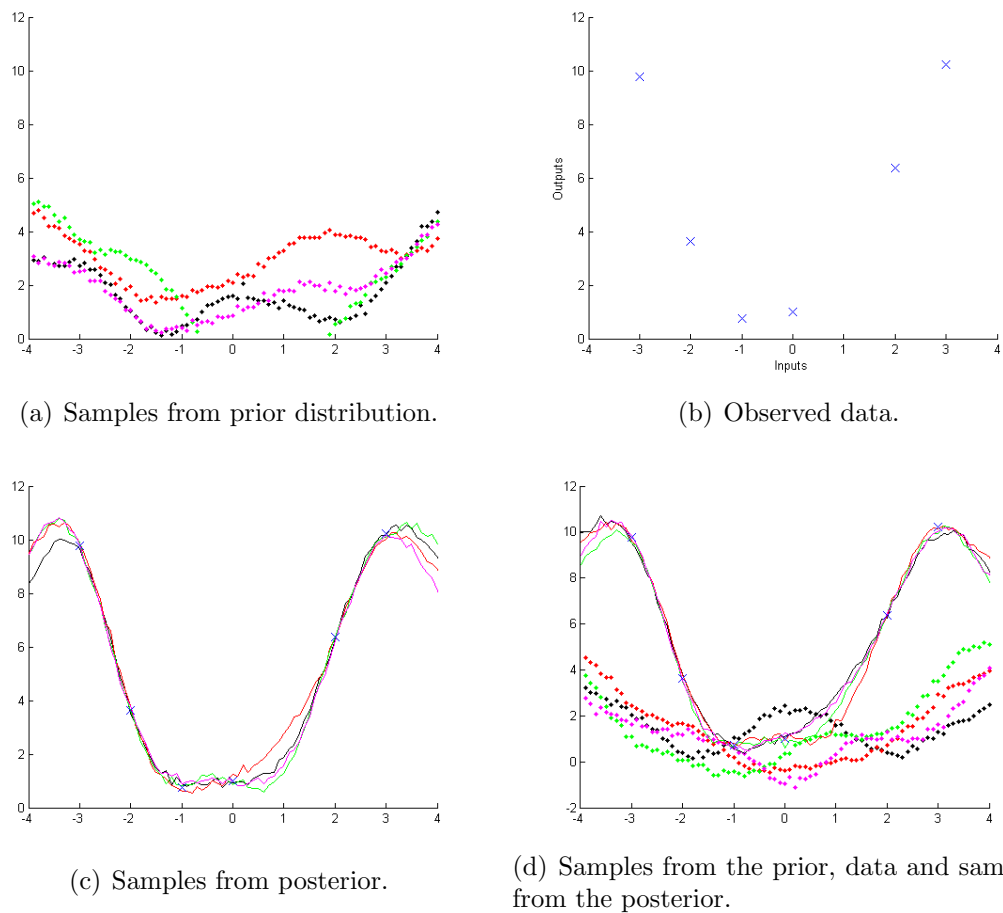 12
10
8
6
4
2
0
-4 -3 -2 -1 0 1 2 3 4
(a) Samples from prior distribution.
12
10
8
6
4
2
0
Outputs
-4 -3 -2 -1 0 1 2 3 4
Inputs
(b) Observed data.
12
10
8
6
4
2
0
-4 -3 -2 -1 0 1 2 3 4
(c) Samples from posterior.
12
10
8
6
4
2
0
-2
-4 -3 -2 -1 0 1 2 3 4
(d) Samples from the prior, data and sam
from the posterior.